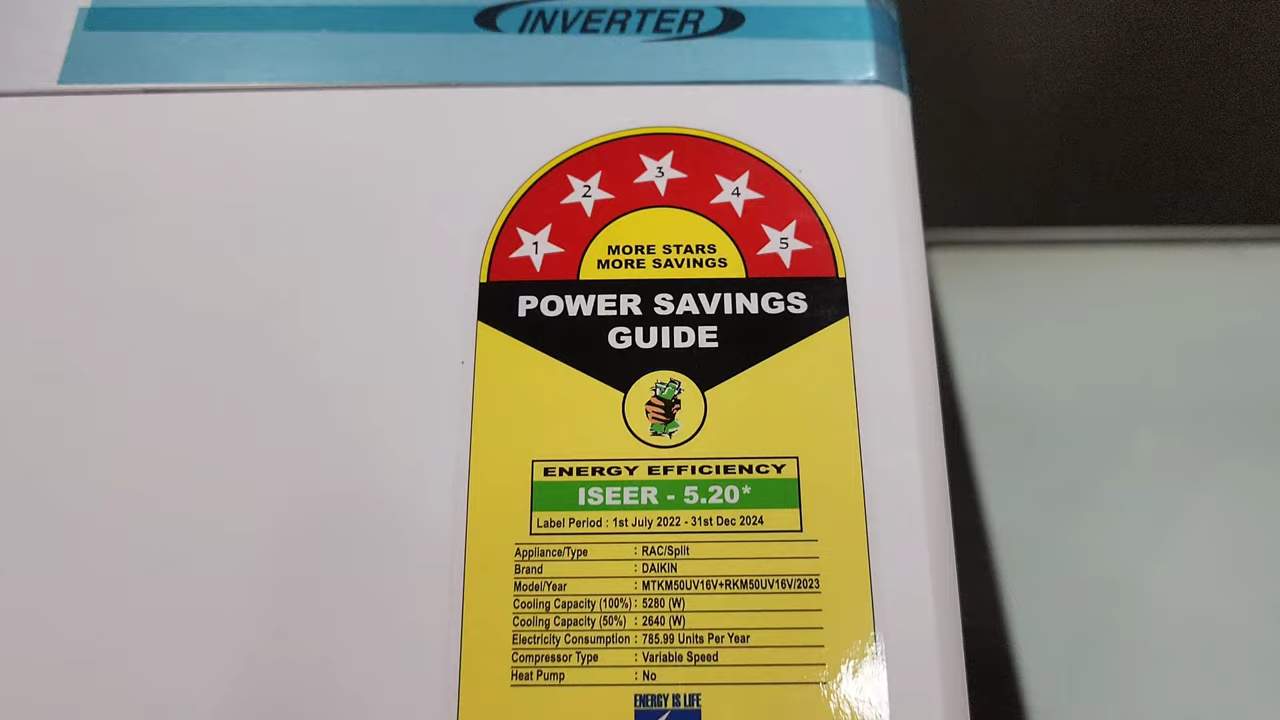 INVERTER
1 2 3 4 5
MORE STARS
MORE SAVINGS
POWER SAVINGS
GUIDE
ENERGY EFFICIENCY
ISEER - 5.20*
Label Period : 1st July 2022 - 31st Dec 2024
Appliance/Type : RAC/Split
Brand : DAIKIN
Model/Year : MTKM50UV16V+RKM50UV16V/2023
Cooling Capacity (100%) : 5280 (W)
Cooling Capacity (50%) : 2640 (W)
Electricity Consumption : 785.99 Units Per Year
Compressor Type : Variable Speed
Heat Pump : No
ENERGY IS LIFE